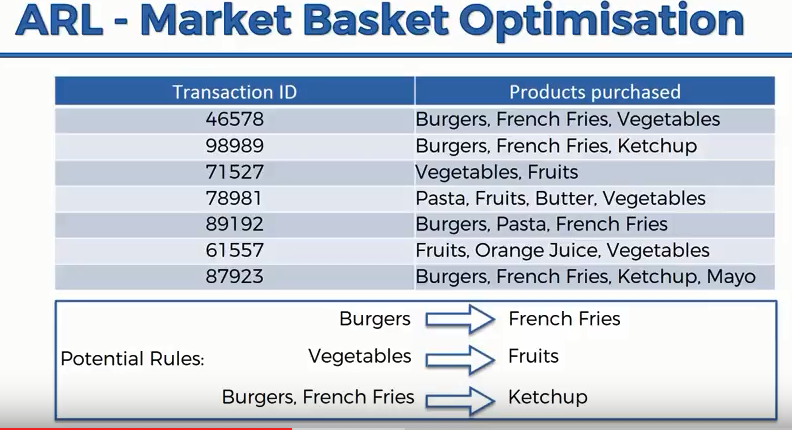 ARL - Market Basket Optimisation
Transaction ID Products purchased
46578 Burgers, French Fries, Vegetables
98989 Burgers, French Fries, Ketchup
71527 Vegetables, Fruits
78981 Pasta, Fruits, Butter, Vegetables
89192 Burgers, Pasta, French Fries
61557 Fruits, Orange Juice, Vegetables
87923 Burgers, French Fries, Ketchup, Mayo
Burgers French Fries
Potential Rules: Vegetables Fruits
Burgers, French Fries Ketchup